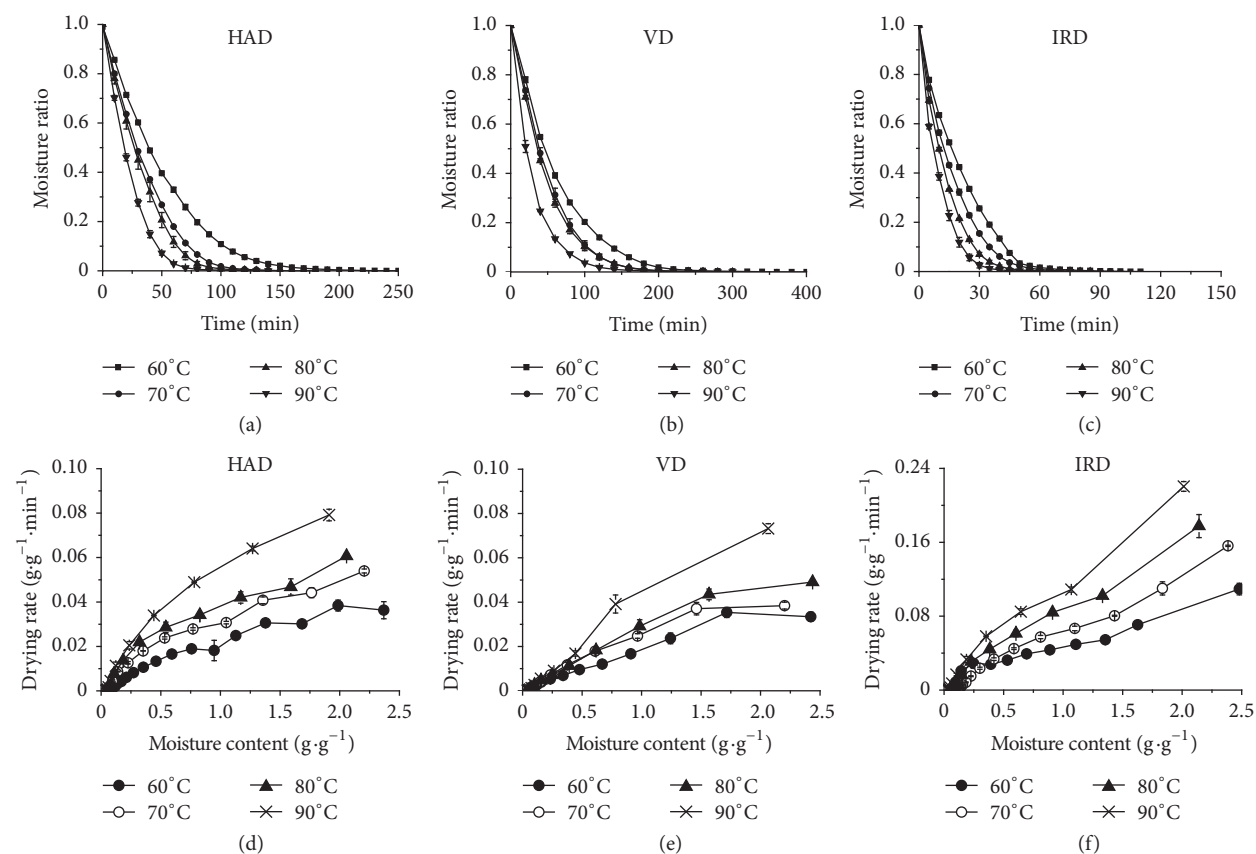 HAD
Moisture ratio
1.0
0.8
0.6
0.4
0.2
0
0 50 100 150 200 250
Time (min)
60°C 80°C
70°C 90°C
(a)
VD
Moisture ratio
1.0
0.8
0.6
0.4
0.2
0
0 100 200 300 400
Time (min)
60°C 80°C
70°C 90°C
(b)
IRD
Moisture ratio
1.0
0.8
0.6
0.4
0.2
0
0 30 60 90 120 150
Time (min)
60°C 80°C
70°C 90°C
(c)
HAD
Drying rate (g·g⁻¹·min⁻¹)
0.10
0.08
0.06
0.04
0.02
0
0.0 0.5 1.0 1.5 2.0 2.5
Moisture content (g·g⁻¹)
60°C 80°C
70°C 90°C
(d)
VD
Drying rate (g·g⁻¹·min⁻¹)
0.10
0.08
0.06
0.04
0.02
0
0.0 0.5 1.0 1.5 2.0 2.5
Moisture content (g·g⁻¹)
60°C 80°C
70°C 90°C
(e)
IRD
Drying rate (g·g⁻¹·min⁻¹)
0.24
0.16
0.08
0
0.0 0.5 1.0 1.5 2.0 2.5
Moisture content (g·g⁻¹)
60°C 80°C
70°C 90°C
(f)